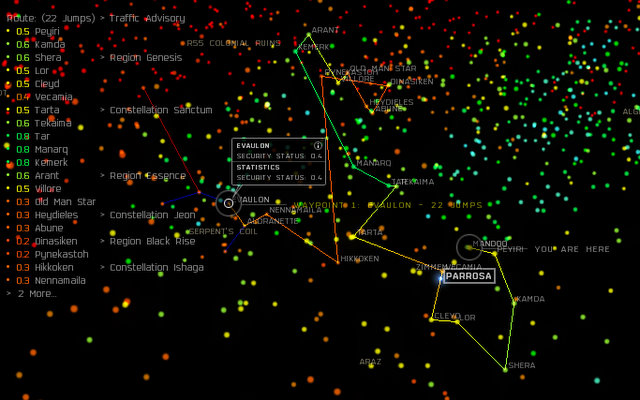 Route: (22 Jumps) > Traffic Advisory
0.5 Peyiri
0.6 Kamda
0.6 Shera > Region Genesis
0.5 Lor
0.5 Cleyd
0.4 Vecamia
0.5 Tarta > Constellation Sanctum
0.6 Tekaima
0.8 Tar
0.8 Manarq
0.8 Kemerk
0.6 Arant > Region Essence
0.5 Villore
0.3 Old Man Star
0.3 Heydieles > Constellation Jeon
0.3 Abune
0.2 Dinasiken > Region Black Rise
0.2 Pynekastoh
0.3 Hikkoken > Constellation Ishaga
0.3 Nennamaila
> 2 More...
ARANT
R5S COLONIAL RUINS
KEMERK
OLD MAN STAR
DINASIKEN
HEYDIELES
ABUNE
EVAULON
SECURITY STATUS 0.4
STATISTICS
SECURITY STATUS 0.4
MANARQ
TEKAIMA
WAYPOINT 1: EVAULON - 22 JUMPS
NENNAMAILA
ALDRANETTE
SERPENT'S COIL
TARTA
HIKKOKEN
MANDOO
PEYIRI YOU ARE HERE
PARROSA
KAMDA
CLEYD
LOR
ARAZ
SHERA